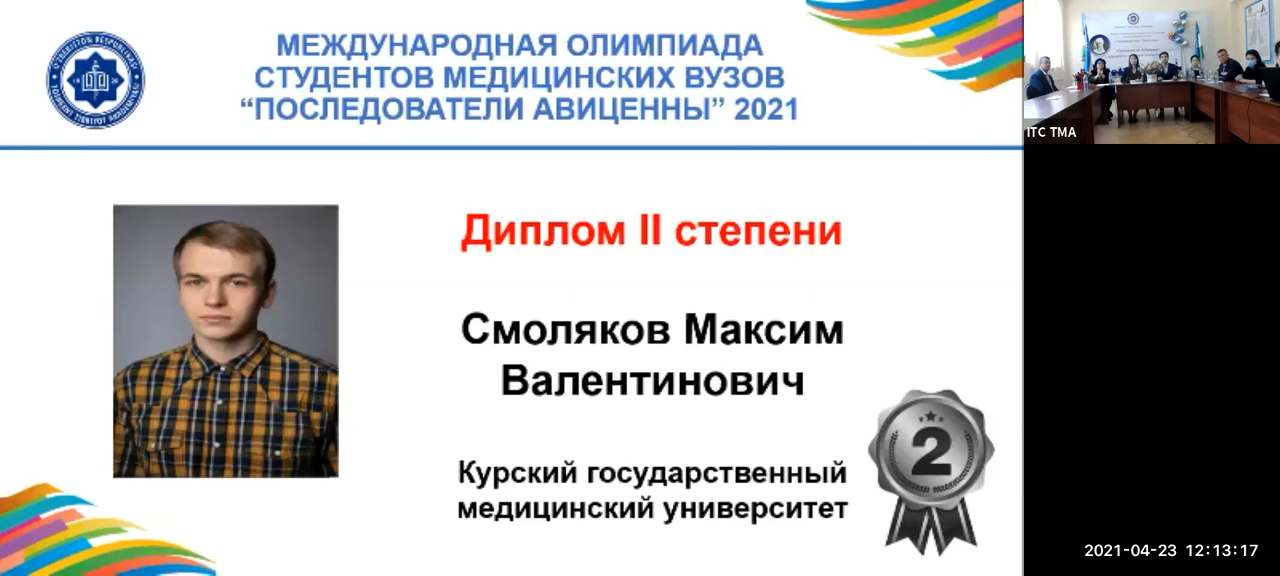 МЕЖДУНАРОДНАЯ ОЛИМПИАДА
СТУДЕНТОВ МЕДИЦИНСКИХ ВУЗОВ
“ПОСЛЕДОВАТЕЛИ АВИЦЕННЫ” 2021
Диплом II степени
Смоляков Максим
Валентинович
Курский государственный
медицинский университет
2
ITC TMA
2021-04-23 12:13:17